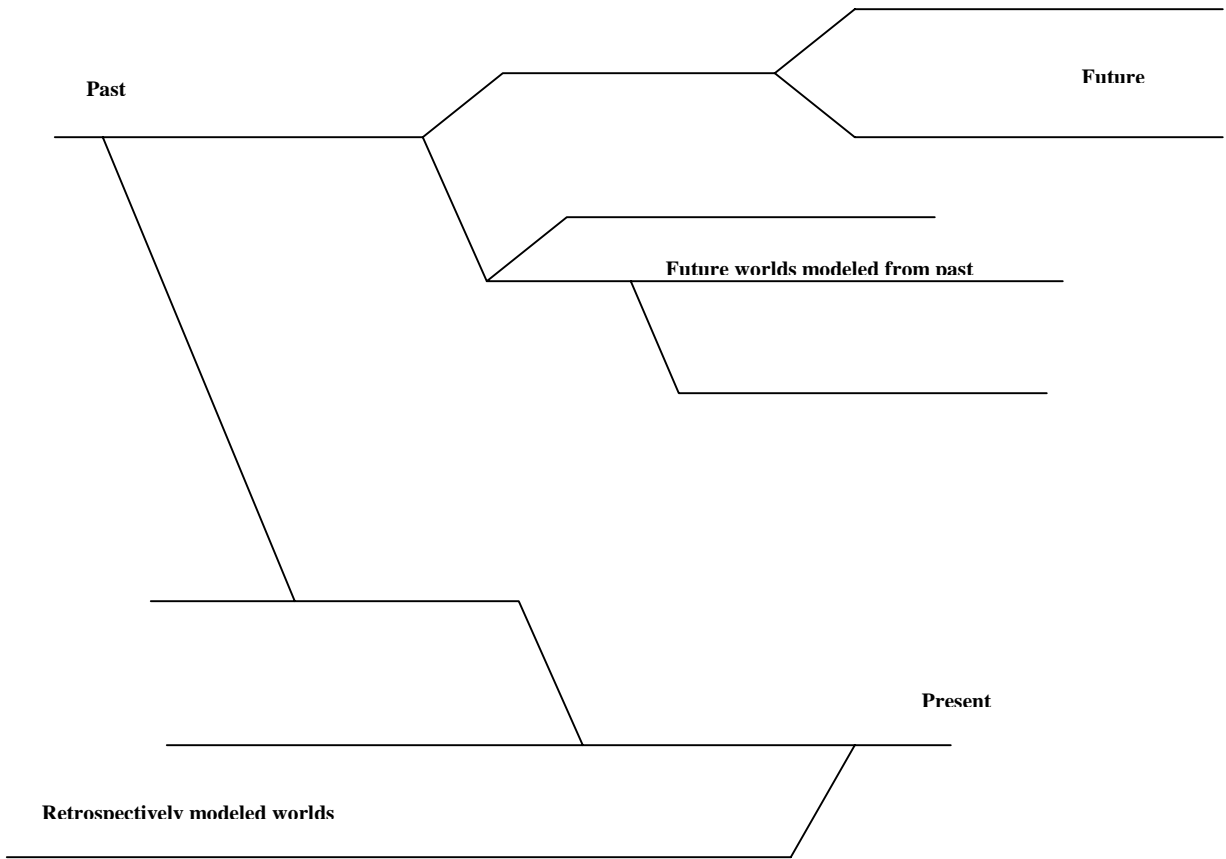 Future
Past
Future worlds modeled from past
Present
Retrospectively modeled worlds